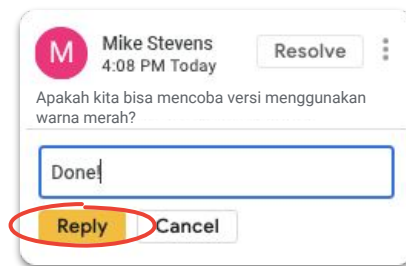 M
Mike Stevens
4:08 PM Today
Resolve
Apakah kita bisa mencoba versi menggunakan
warna merah?
Done!
Reply
Cancel